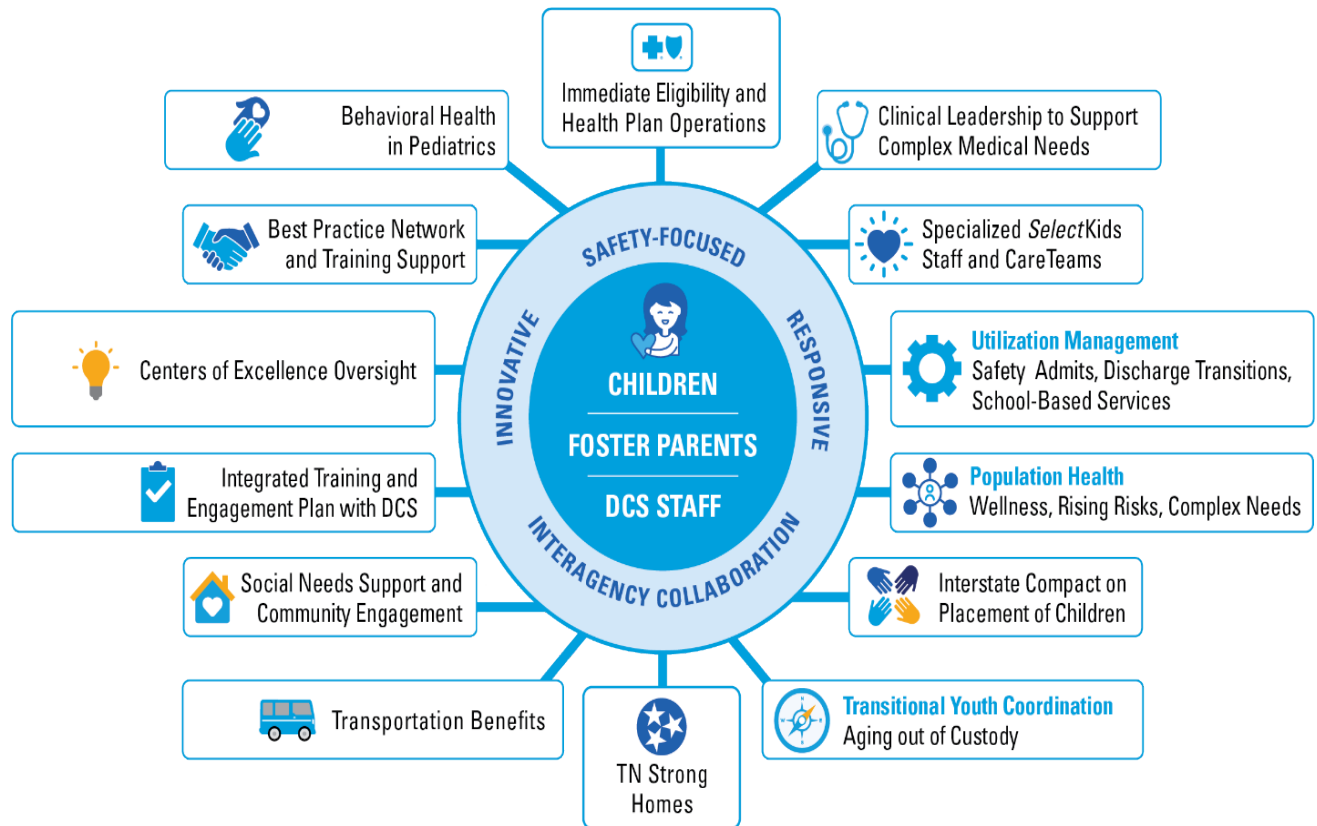 Immediate Eligibility and
Health Plan Operations
Behavioral Health
in Pediatrics
Clinical Leadership to Support
Complex Medical Needs
Best Practice Network
and Training Support
Specialized SelectKids
Staff and CareTeams
Centers of Excellence Oversight
Utilization Management
Safety Admits, Discharge Transitions,
School-Based Services
Integrated Training and
Engagement Plan with DCS
Population Health
Wellness, Rising Risks, Complex Needs
Social Needs Support and
Community Engagement
Interstate Compact on
Placement of Children
Transportation Benefits
TN Strong
Homes
Transitional Youth Coordination
Aging out of Custody
N
E
S
W
SAFETY-FOCUSED
RESPONSIVE
INTERAGENCY COLLABORATION
INNOVATIVE
CHILDREN
FOSTER PARENTS
DCS STAFF